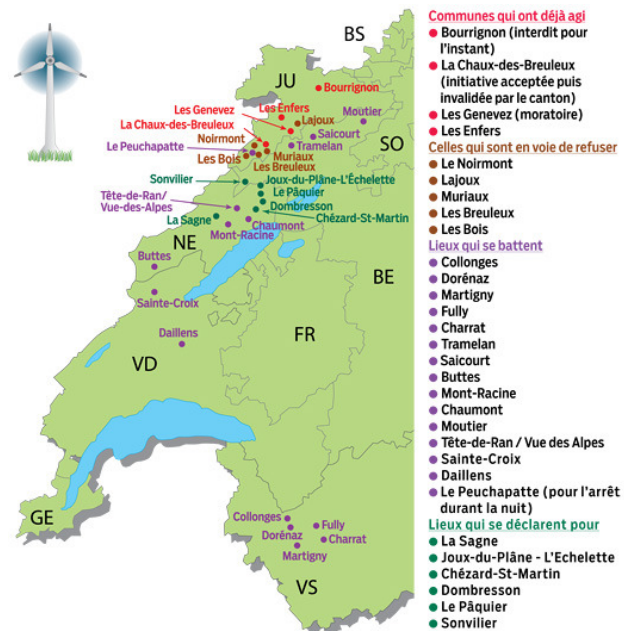 BS
JU
Bourrignon
Les Enfers
Moutier
Les Genevez
Lajoux
La Chaux-des-Breuleux
Saicourt
SO
Noirmont
Tramelan
Le Peuchapatte
Muriaux
Les Bois
Les Breuleux
Sonvilier
Joux-du-Plâne-L'Échelette
Le Pâquier
Tête-de-Ran/
Vue-des-Alpes
Dombresson
La Sagne
Chézard-St-Martin
Chaumont
Mont-Racine
NE
Buttes
BE
Sainte-Croix
Daillens
FR
VD
GE
Collonges
Fully
Dorénaz
Charrat
Martigny
VS
Communes qui ont déjà agi
Bourrignon (interdit pour
l'instant)
La Chaux-des-Breuleux
(initiative acceptée puis
invalidée par le canton)
Les Genevez (moratoire)
Les Enfers
Celles qui sont en voie de refuser
Le Noirmont
Lajoux
Muriaux
Les Breuleux
Les Bois
Lieux qui se battent
Collonges
Dorénaz
Martigny
Fully
Charrat
Tramelan
Saicourt
Buttes
Mont-Racine
Chaumont
Moutier
Tête-de-Ran / Vue des Alpes
Sainte-Croix
Daillens
Le Peuchapatte (pour l'arrêt
durant la nuit)
Lieux qui se déclarent pour
La Sagne
Joux-du-Plâne - L'Echelette
Chézard-St-Martin
Dombresson
Le Pâquier
Sonvilier